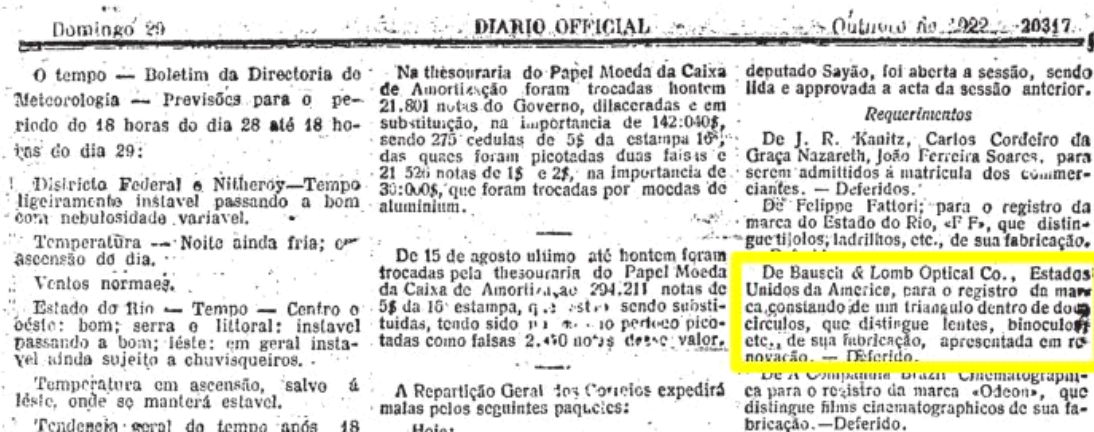 Domingo 29
DIARIO OFFICIAL
Outubro de 1922
20317
O tempo — Boletim da Directoria de
Meteorologia — Previsões para o pe-
riodo do 18 horas do dia 28 até 18 ho-
ras do dia 29:
Districto Federal e Nitheroy—Tempo
ligeiramente instavel passando a bom
com nebulosidade variavel.
Temperatura — Noite ainda fria; em
ascensão do dia.
Ventos normaes.
Estado do Rio — Tempo — Centro o
oéste: bom; serra o littoral: instavel
passando a bom; léste: em geral insta-
vel ainda sujeito a chuvisqueiros.
Temperatura em ascensão, salvo á
léste, onde se manterá estavel.
Tendencia geral do tempo após 18
Na thesouraria do Papel Moeda da Caixa
de Amortização foram trocadas hontem
21.801 notas do Governo, dilaceradas e em
substituição, na importancia de 142:040$,
sendo 275 cedulas de 5$ da estampa 16ª,
das quaes foram picotadas duas falsas e
21 526 notas de 1$ e 2$, na importancia de
30:000$, que foram trocadas por moedas de
aluminium.
De 15 de agosto ultimo até hontem foram
trocadas pela thesouraria do Papel Moeda
da Caixa de Amortização 294.211 notas de
5$ da 16ª estampa, sendo substi-
tuidas, tendo sido pico-
tadas como falsas notas desse valor.
A Repartição Geral dos Correios expedirá
malas pelos seguintes paquetes:
Hoje:
deputado Sayão, foi aberta a sessão, sendo
lida e approvada a acta da sessão anterior.
Requerimentos
De J. R. Kanitz, Carlos Cordeiro da
Graça Nazareth, João Ferreira Soares, para
serem admittidos á matricula dos commer-
ciantes. — Deferidos.
De Felippe Fattori; para o registro da
marca do Estado do Rio, «F F», que distin-
gue tijolos, ladrilhos, etc., de sua fabricação.
De Bausch & Lomb Optical Co., Estados
Unidos da America, para o registro da mar-
ca, constando de um triangulo dentro de dous
circulos, que distingue lentes, binoculos,
etc., de sua fabricação, apresentada em re-
novação. — Deferido.
De A Companhia Brazil Cinematographi-
ca para o registro da marca «Odeon», que
distingue films cinematographicos de sua fa-
bricação.—Deferido.